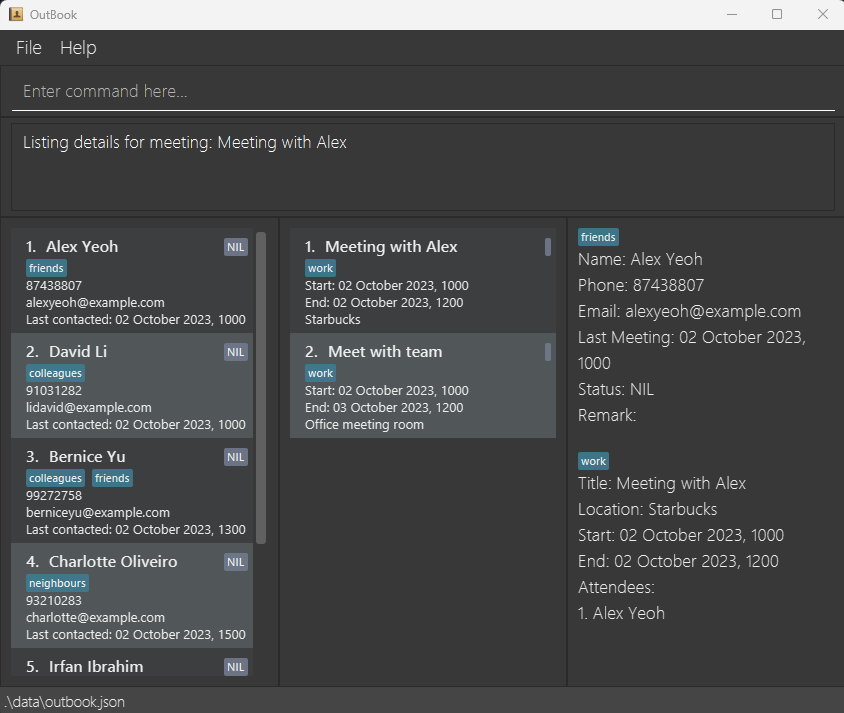 OutBook
File Help
Enter command here...
Listing details for meeting: Meeting with Alex
1. Alex Yeoh NIL
friends
87438807
alexyeoh@example.com
Last contacted: 02 October 2023, 1000
2. David Li NIL
colleagues
91031282
lidavid@example.com
Last contacted: 02 October 2023, 1000
3. Bernice Yu NIL
colleagues friends
99272758
berniceyu@example.com
Last contacted: 02 October 2023, 1300
4. Charlotte Oliveiro NIL
neighbours
93210283
charlotte@example.com
Last contacted: 02 October 2023, 1500
5. Irfan Ibrahim NIL
1. Meeting with Alex
work
Start: 02 October 2023, 1000
End: 02 October 2023, 1200
Starbucks
2. Meet with team
work
Start: 02 October 2023, 1000
End: 03 October 2023, 1200
Office meeting room
friends
Name: Alex Yeoh
Phone: 87438807
Email: alexyeoh@example.com
Last Meeting: 02 October 2023,
1000
Status: NIL
Remark:
work
Title: Meeting with Alex
Location: Starbucks
Start: 02 October 2023, 1000
End: 02 October 2023, 1200
Attendees:
1. Alex Yeoh
.\data\outbook.json